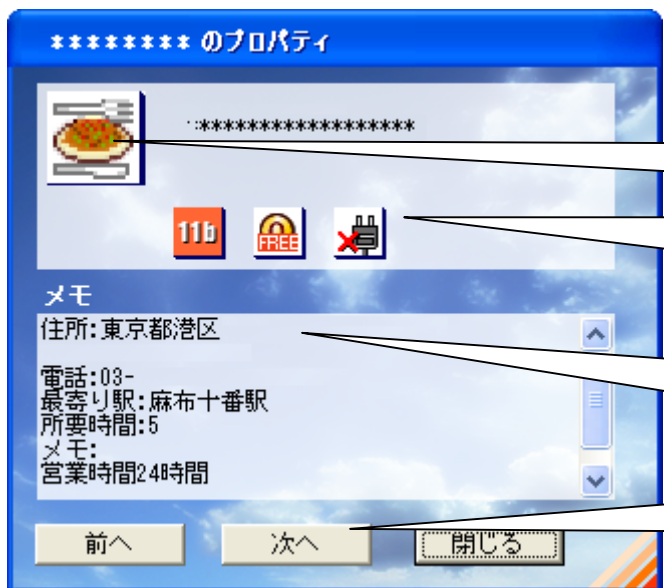 ******** のプロパティ
******************
11b
FREE
メモ
住所:東京都港区
電話:03-
最寄り駅:麻布十番駅
所要時間:5
メモ:
営業時間24時間
前へ
次へ
閉じる